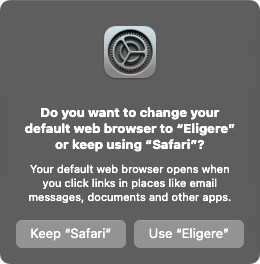 Do you want to change your
default web browser to “Eligere”
or keep using “Safari”?
Your default web browser opens when
you click links in places like email
messages, documents and other apps.
Keep “Safari”
Use “Eligere”